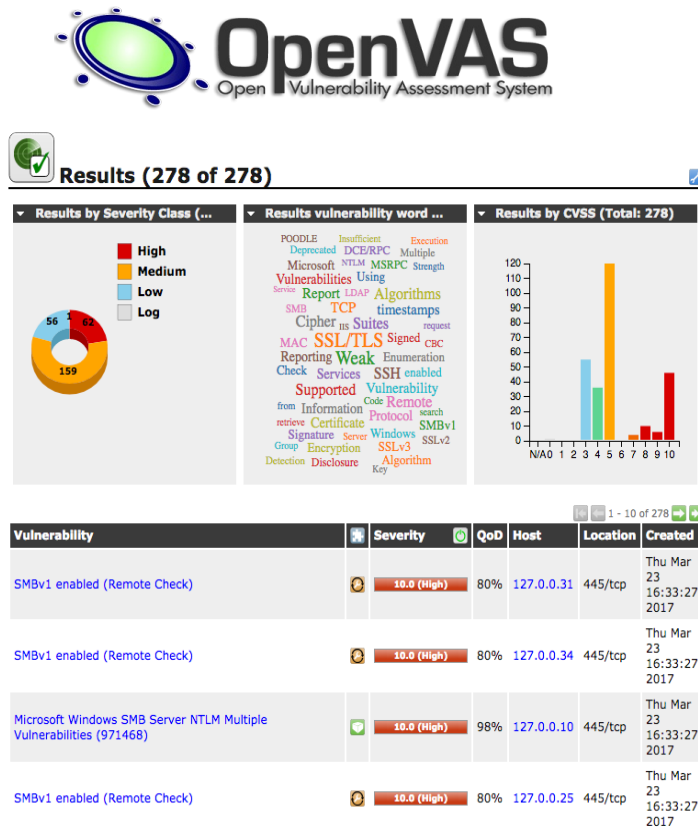 OpenVAS
Open Vulnerability Assessment System
Results (278 of 278)
Results by Severity Class (...
High
Medium
Low
Log
56
1
62
159
Results vulnerability word ...
POODLE Insufficient Execution
Deprecated DCE/RPC Multiple
Microsoft NTLM MSRPC Strength
Vulnerabilities Using
Service Report LDAP Algorithms
SMB TCP timestamps
Cipher IIS Suites request
MAC SSL/TLS Signed CBC
Reporting Weak Enumeration
Check Services SSH enabled
Supported Vulnerability
from Information Code Remote
retrieve Certificate Protocol search
Signature Server Windows SMBv1
Group Encryption SSLv3 SSLv2
Detection Disclosure Algorithm
Key
Results by CVSS (Total: 278)
120
110
100
90
80
70
60
50
40
30
20
10
0
N/A 0 1 2 3 4 5 6 7 8 9 10
1 - 10 of 278
Vulnerability Severity QoD Host Location Created
SMBv1 enabled (Remote Check) 10.0 (High) 80% 127.0.0.31 445/tcp Thu Mar
23
16:33:27
2017
SMBv1 enabled (Remote Check) 10.0 (High) 80% 127.0.0.34 445/tcp Thu Mar
23
16:33:27
2017
Microsoft Windows SMB Server NTLM Multiple
Vulnerabilities (971468) 10.0 (High) 98% 127.0.0.10 445/tcp Thu Mar
23
16:33:27
2017
SMBv1 enabled (Remote Check) 10.0 (High) 80% 127.0.0.25 445/tcp Thu Mar
23
16:33:27
2017